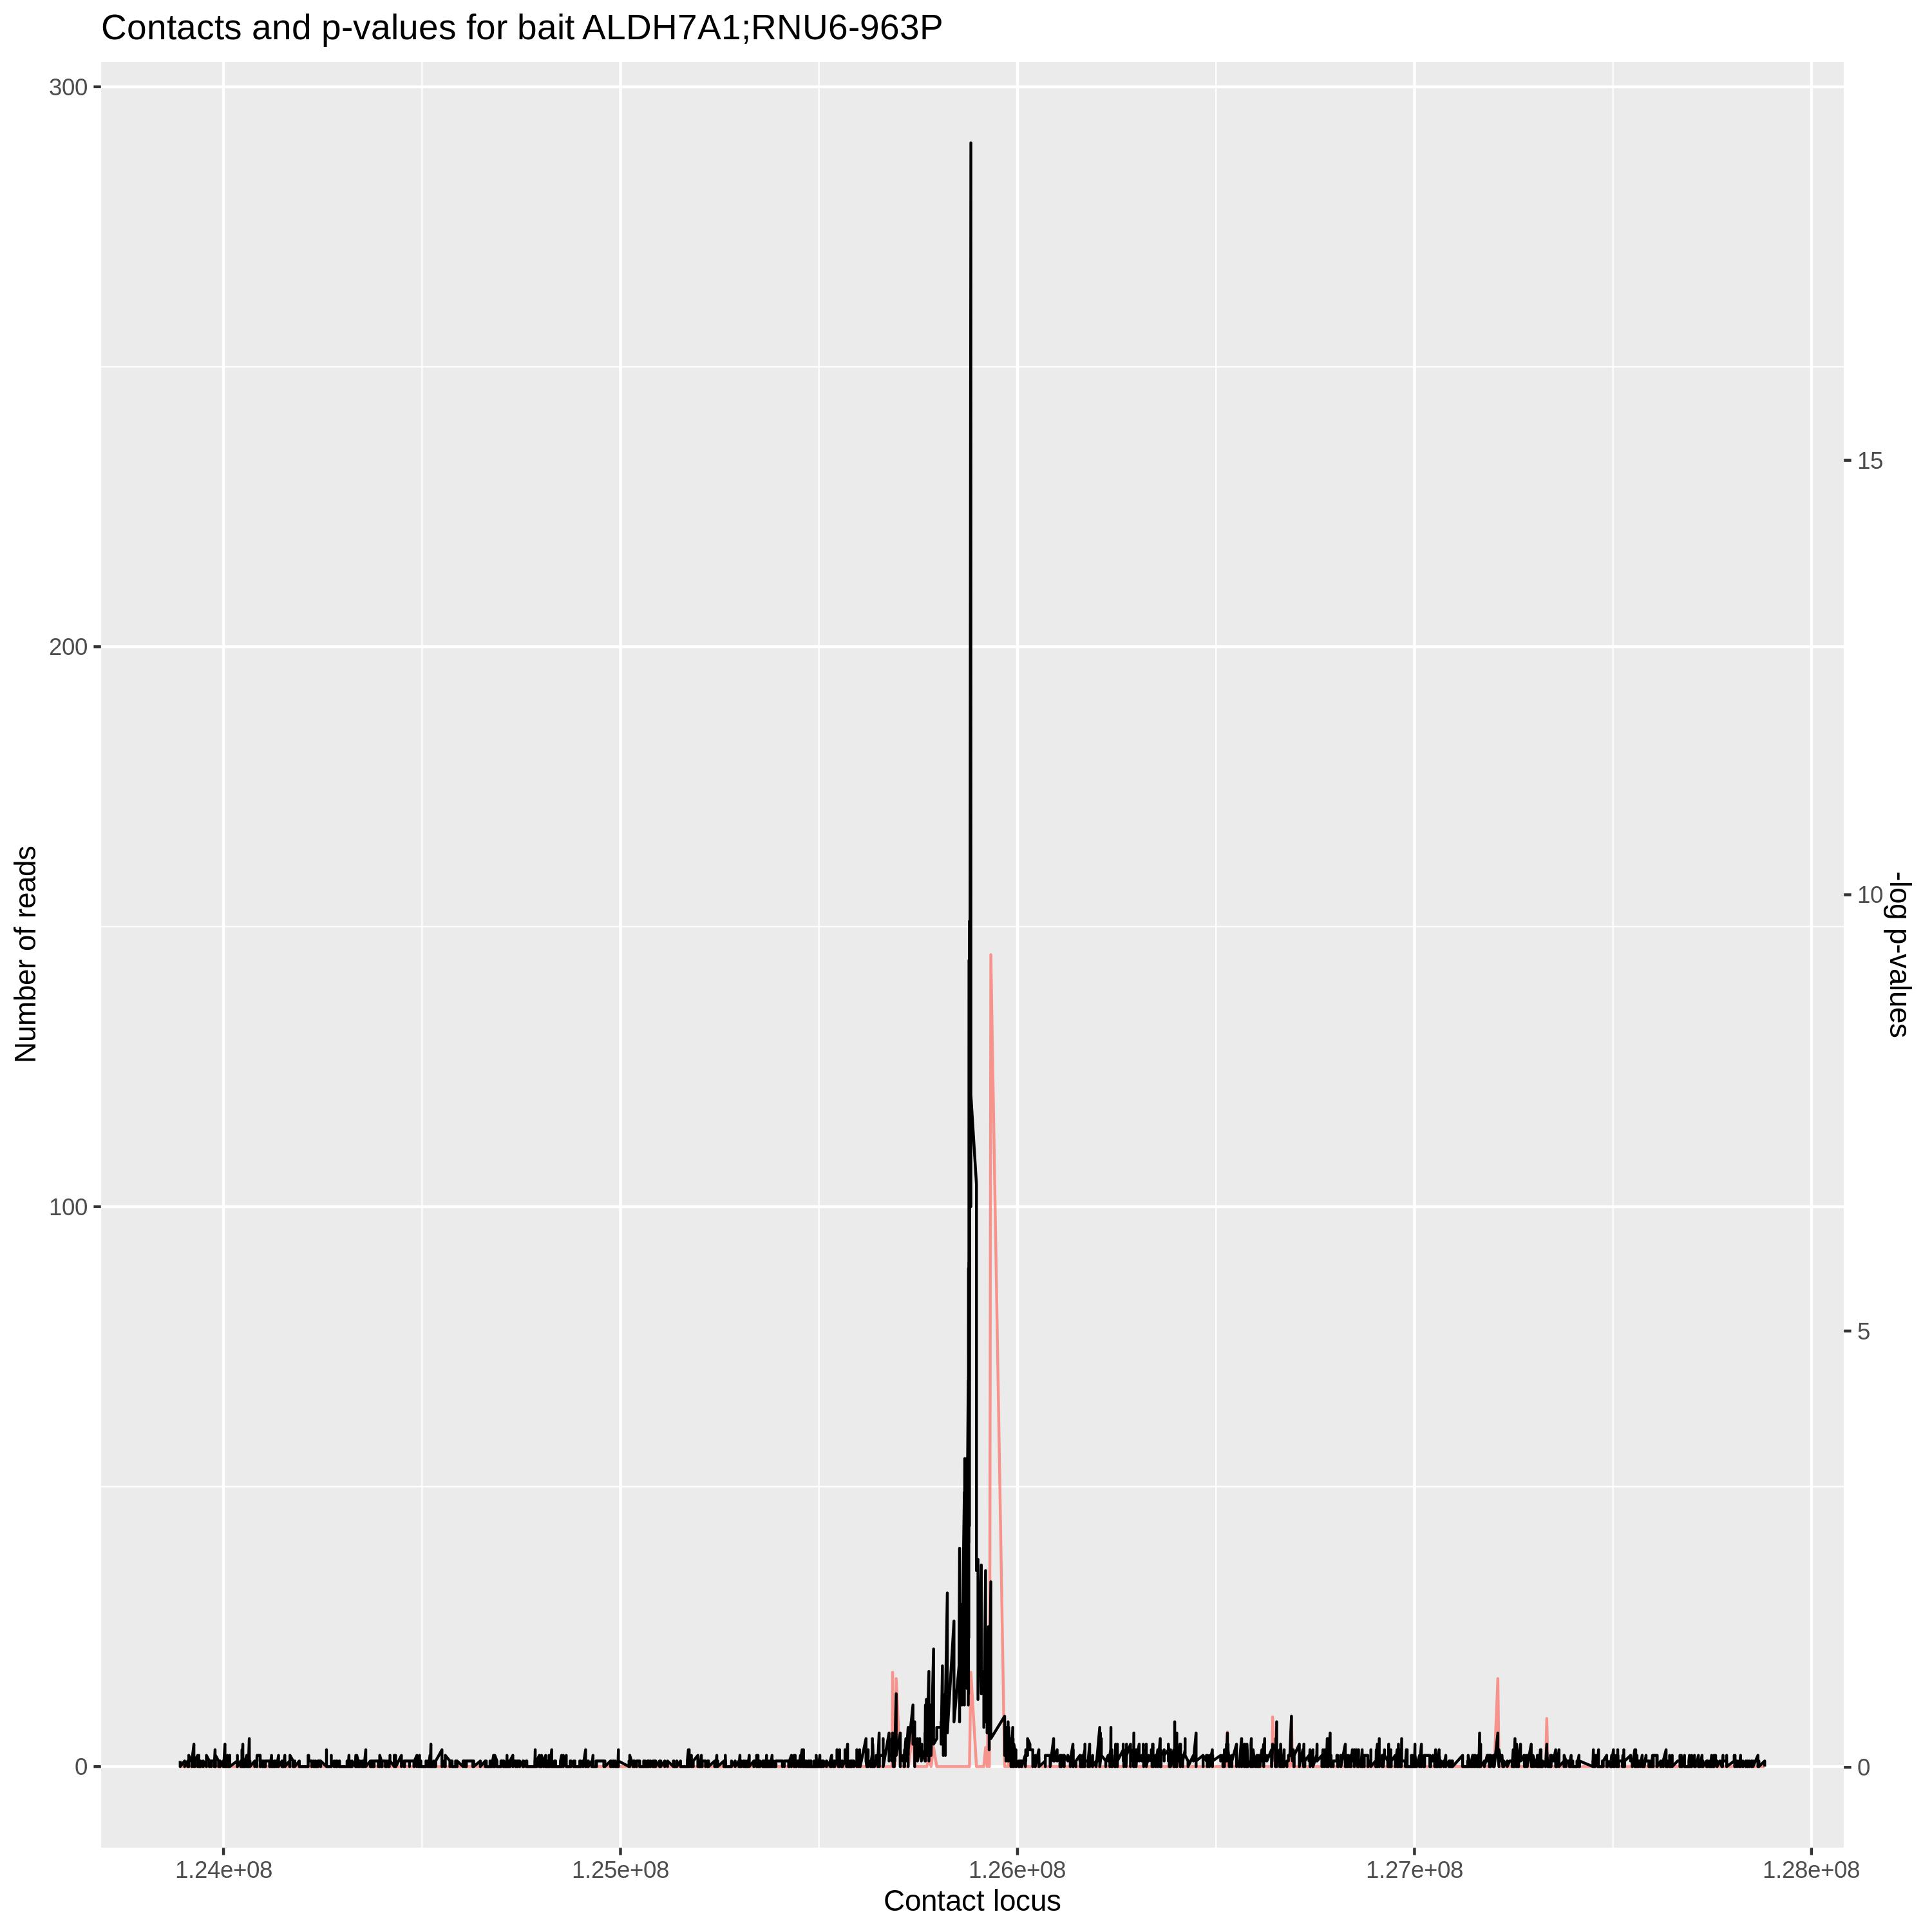 Contacts and p-values for bait ALDH7A1;RNU6-963P
300
200
100
0
Number of reads
15
10
5
0
-log p-values
1.24e+08
1.25e+08
1.26e+08
1.27e+08
1.28e+08
Contact locus